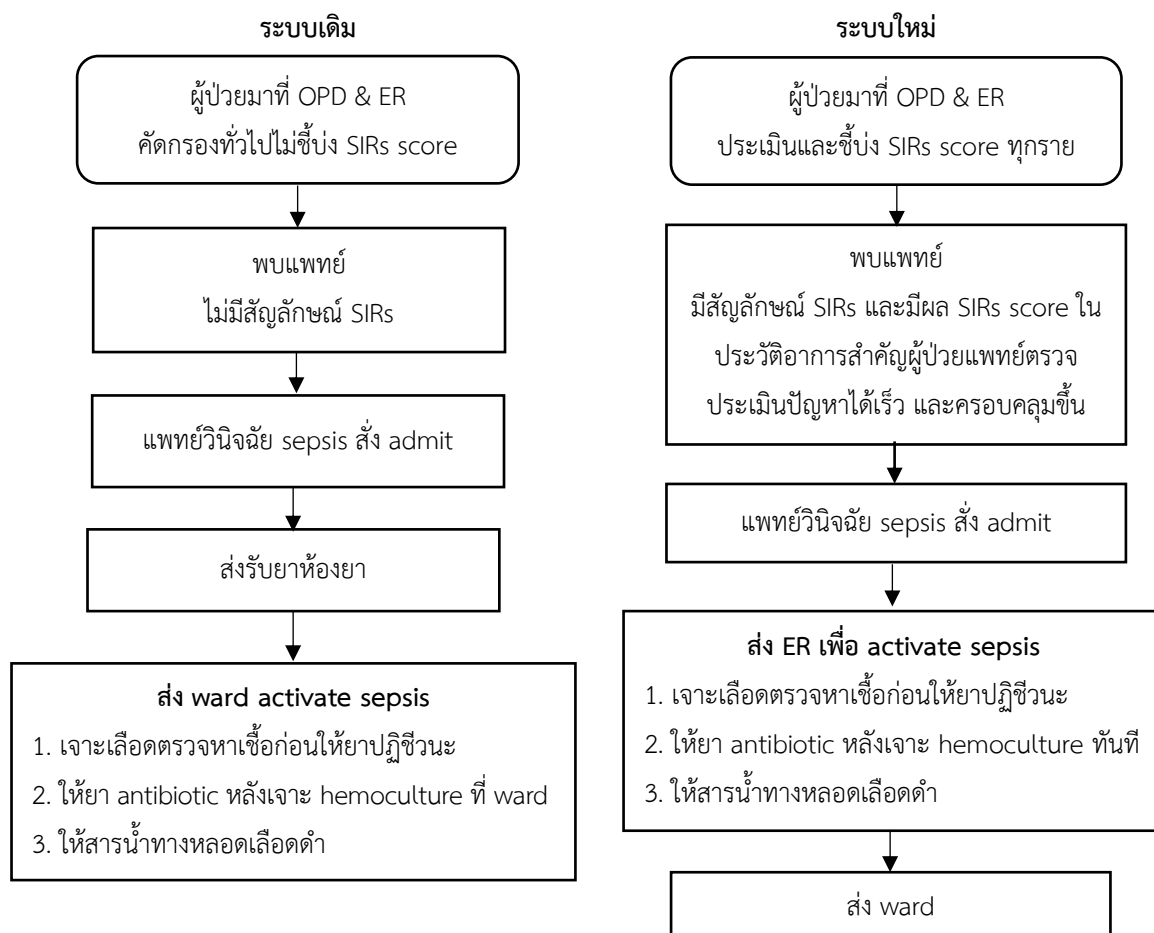 ระบบเดิม
ผู้ป่วยมาที่ OPD & ER
คัดกรองทั่วไปไม่ชี้บ่ง SIRs score
พบแพทย์
ไม่มีสัญลักษณ์ SIRs
แพทย์วินิจฉัย sepsis สั่ง admit
ส่งรับยาห้องยา
ส่ง ward activate sepsis
1. เจาะเลือดตรวจหาเชื้อก่อนให้ยาปฏิชีวนะ
2. ให้ยา antibiotic หลังเจาะ hemoculture ที่ ward
3. ให้สารน้ำทางหลอดเลือดดำ
ระบบใหม่
ผู้ป่วยมาที่ OPD & ER
ประเมินและชี้บ่ง SIRs score ทุกราย
พบแพทย์
มีสัญลักษณ์ SIRs และมีผล SIRs score ใน
ประวัติอาการสำคัญผู้ป่วยแพทย์ตรวจ
ประเมินปัญหาได้เร็ว และครอบคลุมขึ้น
แพทย์วินิจฉัย sepsis สั่ง admit
ส่ง ER เพื่อ activate sepsis
1. เจาะเลือดตรวจหาเชื้อก่อนให้ยาปฏิชีวนะ
2. ให้ยา antibiotic หลังเจาะ hemoculture ทันที
3. ให้สารน้ำทางหลอดเลือดดำ
ส่ง ward